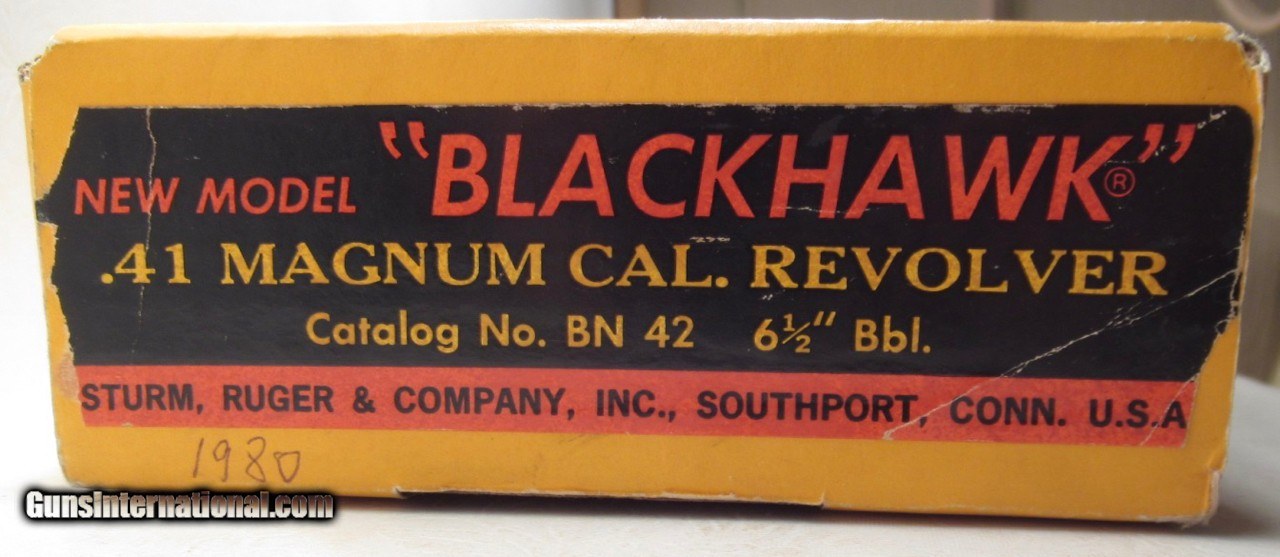 "BLACKHAWK"®
NEW MODEL
.41 MAGNUM CAL. REVOLVER
Catalog No. BN 42 6½" Bbl.
STURM, RUGER & COMPANY, INC., SOUTHPORT, CONN. U.S.A
1980
GunsInternational.com